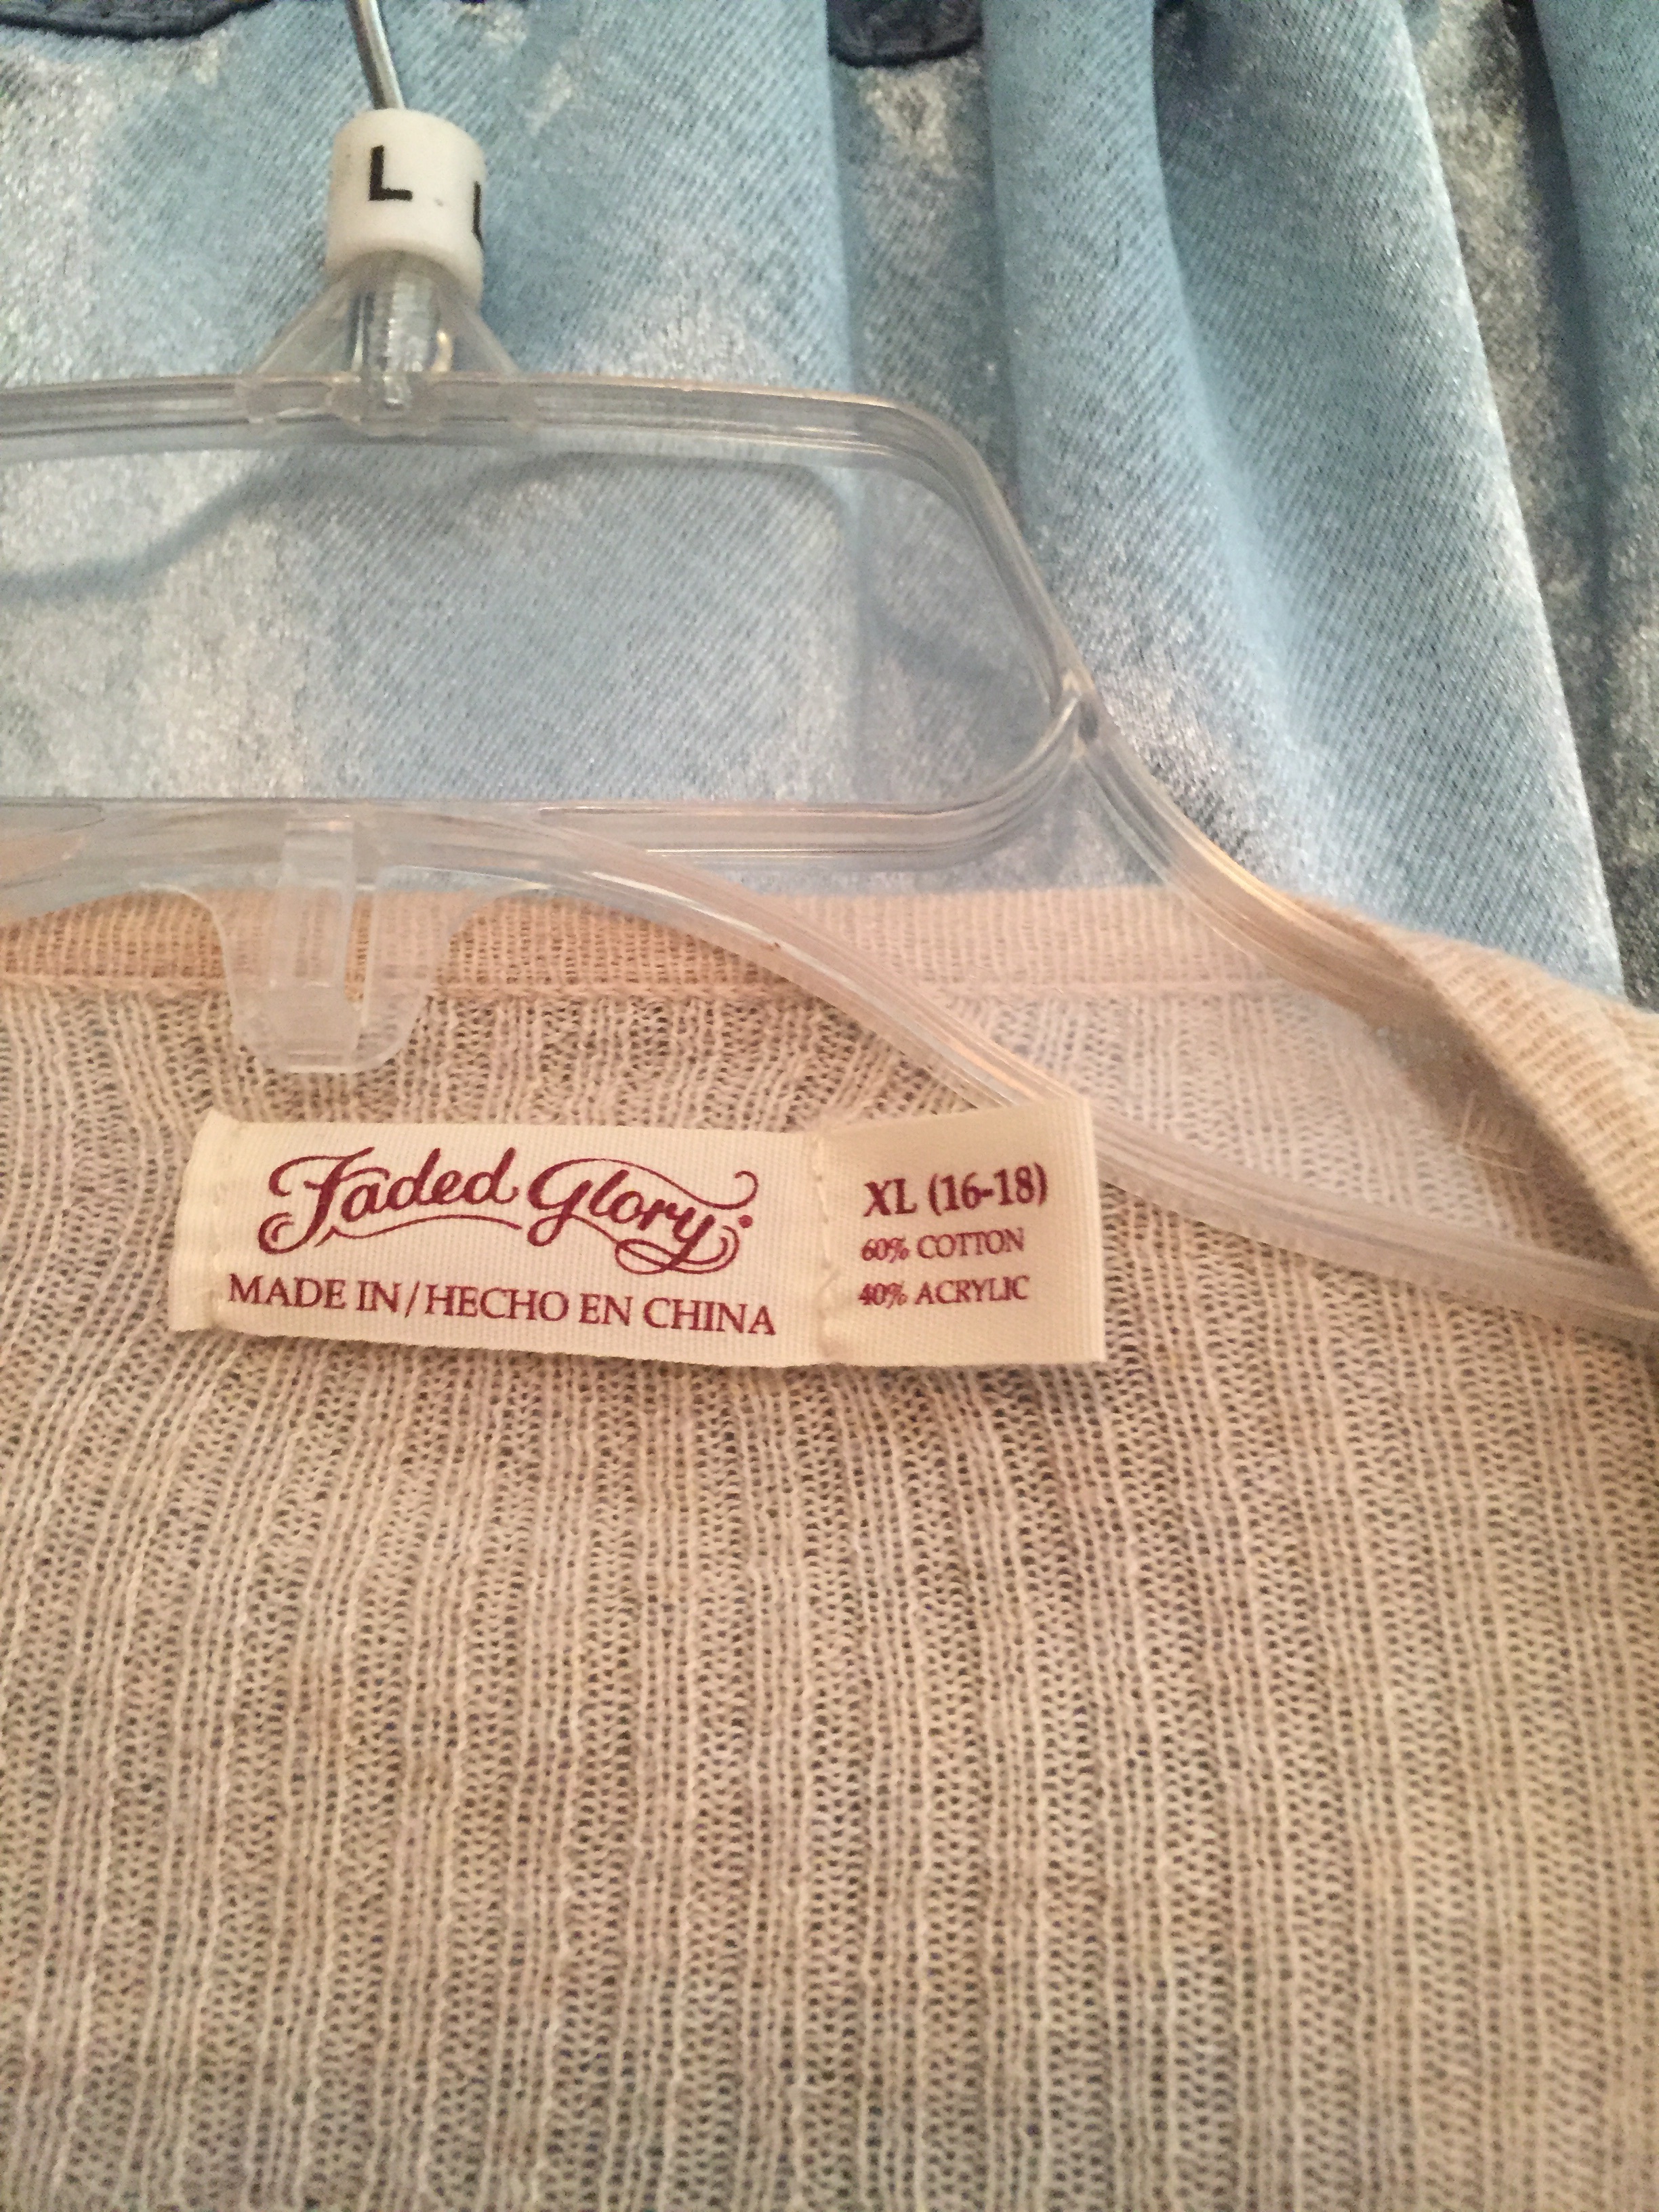 L
Faded Glory
MADE IN/HECHO EN CHINA
XL (16-18)
60% COTTON
40% ACRYLIC